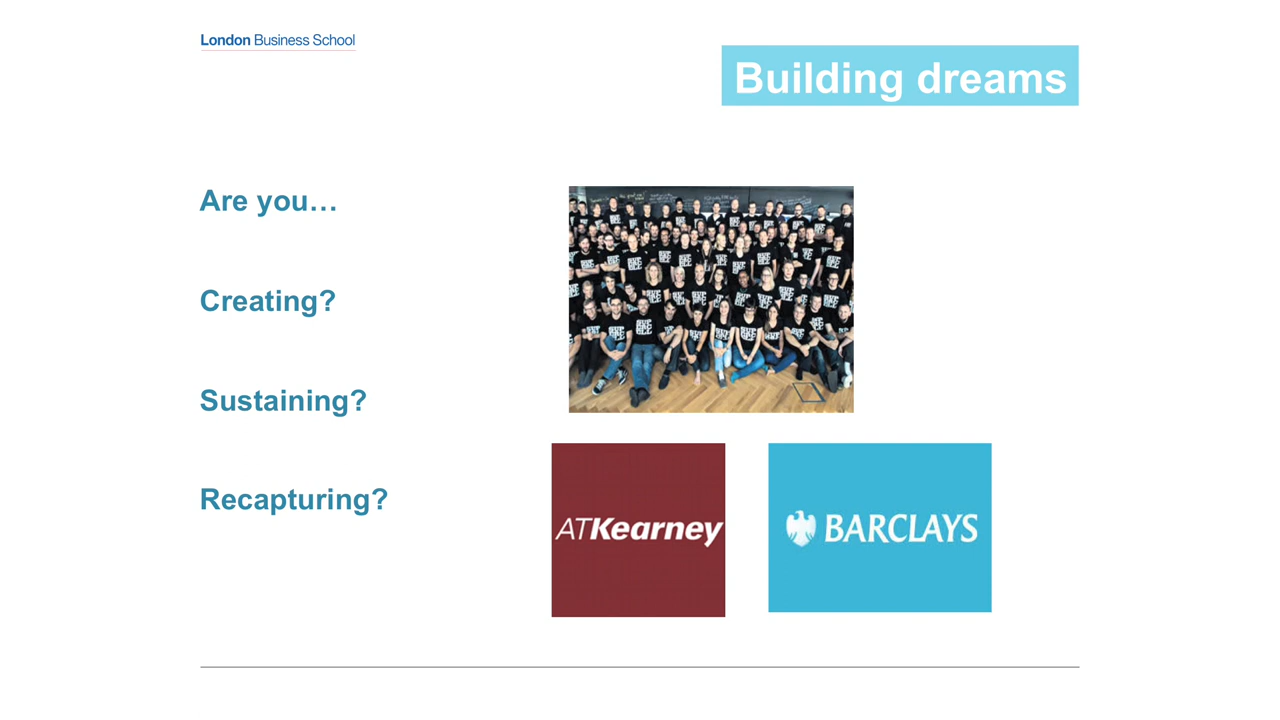 London Business School
Building dreams
Are you…
Creating?
Sustaining?
Recapturing?
ATKearney
BARCLAYS